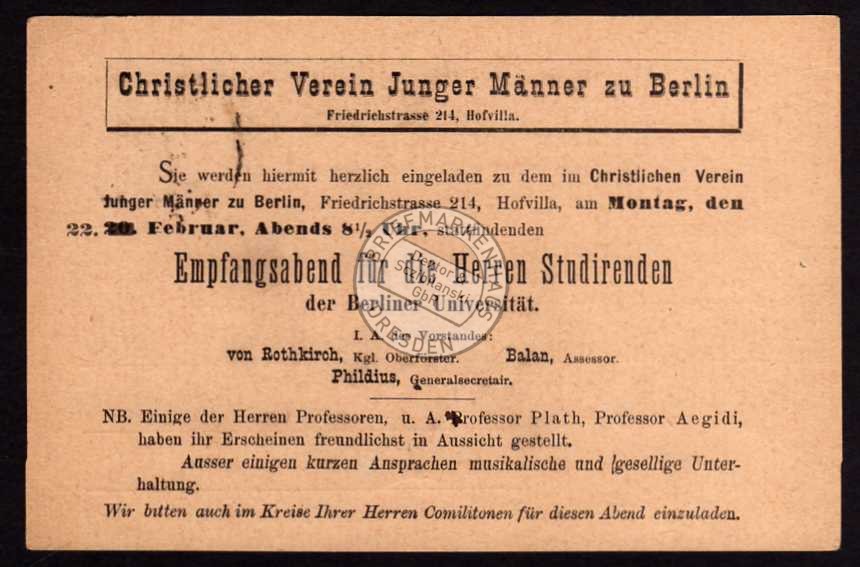 Christlicher Verein Junger Männer zu Berlin
Friedrichstrasse 214, Hofvilla.
Sie werden hiermit herzlich eingeladen zu dem im Christlichen Verein
Junger Männer zu Berlin, Friedrichstrasse 214, Hofvilla, am Montag, den
22. 20. Februar, Abends 8½ Uhr, stattfindenden
Empfangsabend für die Herren Studirenden
der Berliner Universität.
I. A. des Vorstandes:
von Rothkirch, Kgl. Oberförster. Balan, Assessor.
Phildius, Generalsecretair.
NB. Einige der Herren Professoren, u. A. Professor Plath, Professor Aegidi,
haben ihr Erscheinen freundlichst in Aussicht gestellt.
Ausser einigen kurzen Ansprachen musikalische und gesellige Unter-
haltung.
Wir bitten auch im Kreise Ihrer Herren Comilitonen für diesen Abend einzuladen.
BRIEFMARKENHAUS
DRESDEN
GbR